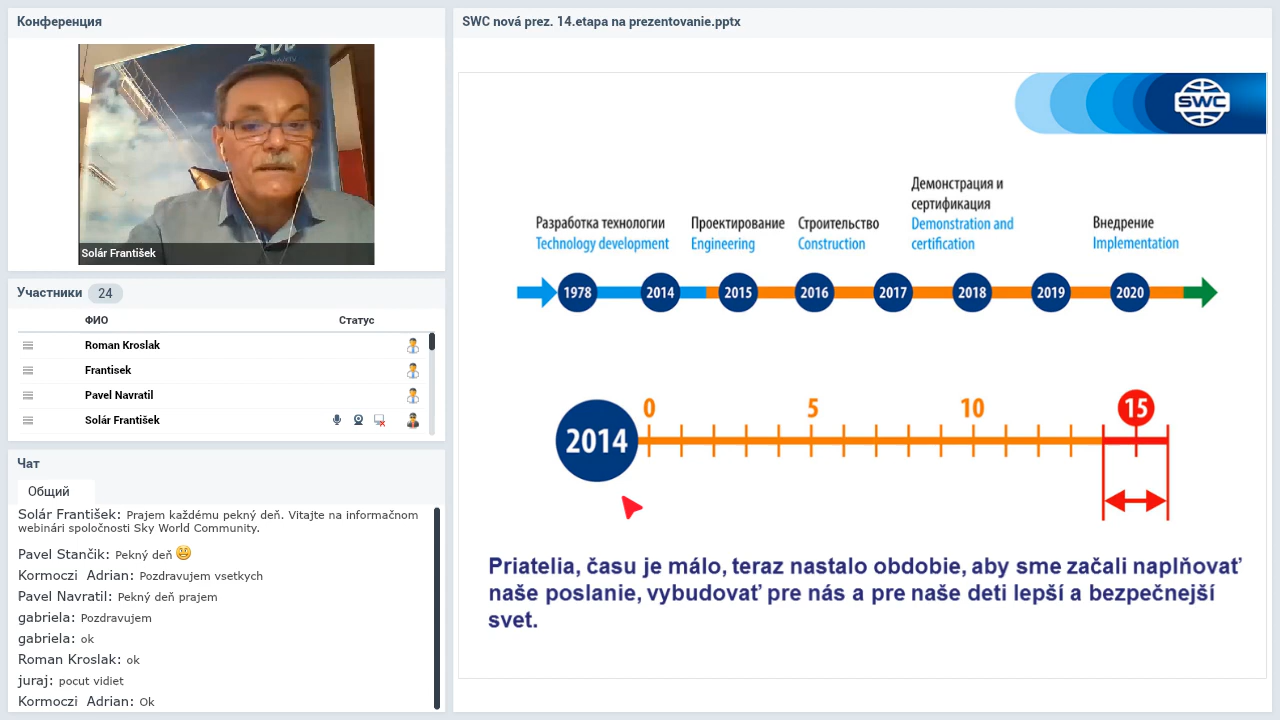 Конференция
Solár František
Участники 24
ФИО Статус
Roman Kroslak
Frantisek
Pavel Navratil
Solár František
Чат
Общий
Solár František: Prajem každému pekný deň. Vitajte na informačnom
webinári spoločnosti Sky World Community.
Pavel Stančik: Pekný deň
Kormoczi Adrian: Pozdravujem vsetkych
Pavel Navratil: Pekný deň prajem
gabriela: Pozdravujem
gabriela: ok
Roman Kroslak: ok
juraj: pocut vidiet
Kormoczi Adrian: Ok
SWC nová prez. 14.etapa na prezentovanie.pptx
SWC
Разработка технологии
Technology development
Проектирование
Engineering
Строительство
Construction
Демонстрация и
сертификация
Demonstration and
certification
Внедрение
Implementation
1978 2014 2015 2016 2017 2018 2019 2020
0 5 10 15
2014
Priatelia, času je málo, teraz nastalo obdobie, aby sme začali naplňovať
naše poslanie, vybudovať pre nás a pre naše deti lepší a bezpečnejší
svet.